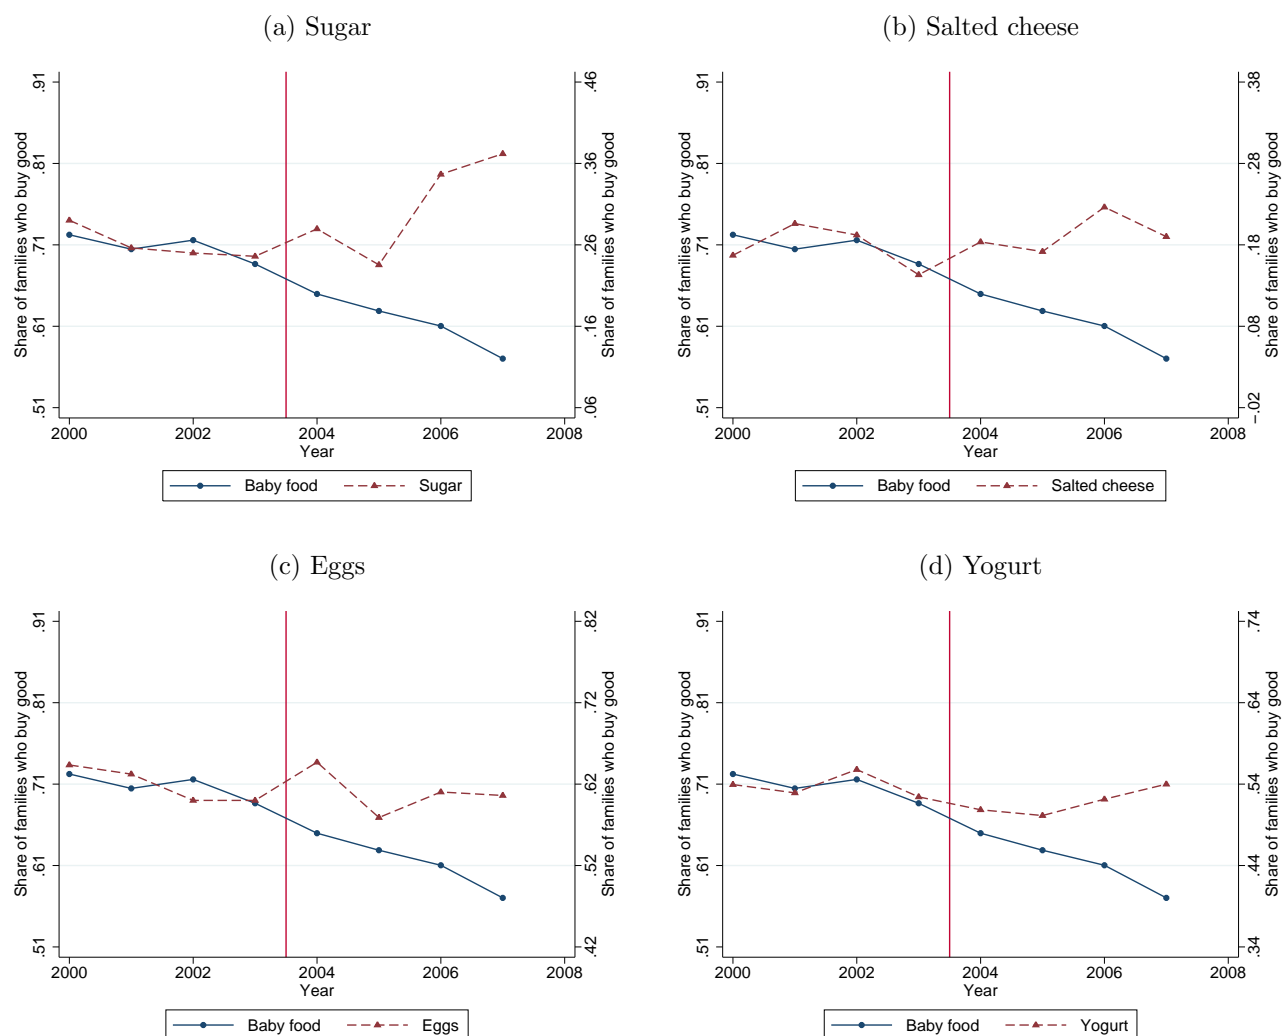 (a) Sugar
.91
.81
.71
.61
.51
Share of families who buy good
.46
.36
.26
.16
.06
Share of families who buy good
2000 2002 2004 2006 2008
Year
Baby food Sugar
(b) Salted cheese
.91
.81
.71
.61
.51
Share of families who buy good
.38
.28
.18
.08
-.02
Share of families who buy good
2000 2002 2004 2006 2008
Year
Baby food Salted cheese
(c) Eggs
.91
.81
.71
.61
.51
Share of families who buy good
.82
.72
.62
.52
.42
Share of families who buy good
2000 2002 2004 2006 2008
Year
Baby food Eggs
(d) Yogurt
.91
.81
.71
.61
.51
Share of families who buy good
.74
.64
.54
.44
.34
Share of families who buy good
2000 2002 2004 2006 2008
Year
Baby food Yogurt